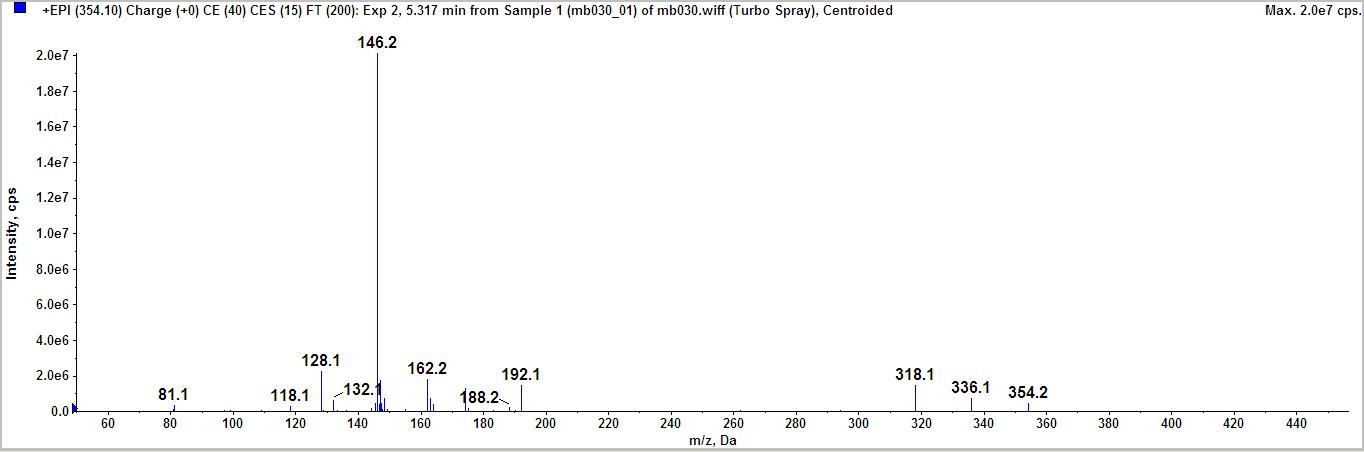 +EPI (354.10) Charge (+0) CE (40) CES (15) FT (200): Exp 2, 5.317 min from Sample 1 (mb030_01) of mb030.wiff (Turbo Spray), Centroided
Max. 2.0e7 cps.
146.2
2.0e7
1.8e7
1.6e7
1.4e7
1.2e7
1.0e7
8.0e6
6.0e6
4.0e6
2.0e6
0.0
Intensity, cps
81.1
118.1
128.1
132.1
162.2
188.2
192.1
318.1
336.1
354.2
60 80 100 120 140 160 180 200 220 240 260 280 300 320 340 360 380 400 420 440
m/z, Da